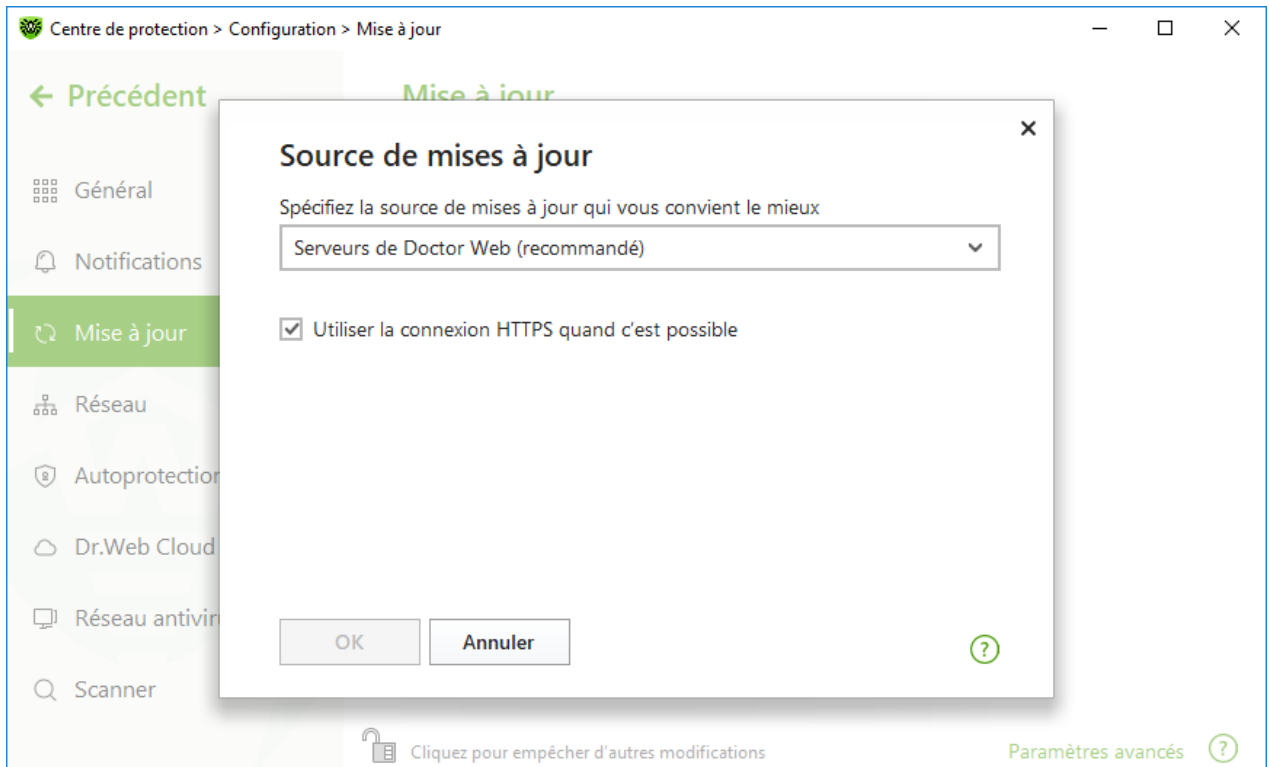 Centre de protection > Configuration > Mise à jour
Précédent
Mise à jour
Source de mises à jour
Spécifiez la source de mises à jour qui vous convient le mieux
Serveurs de Doctor Web (recommandé)
Utiliser la connexion HTTPS quand c'est possible
OK
Annuler
?
Général
Notifications
Mise à jour
Réseau
Autoprotection
Dr.Web Cloud
Réseau antivir
Scanner
Cliquez pour empêcher d'autres modifications
Paramètres avancés
?